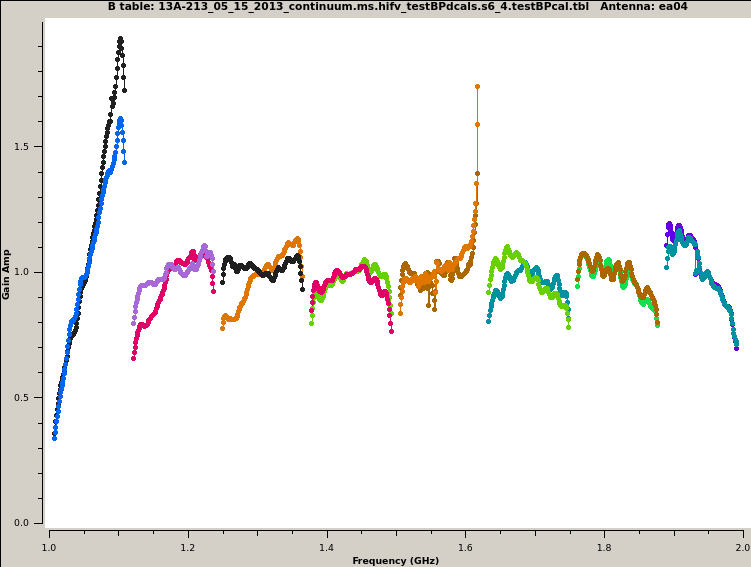 B table: 13A-213_05_15_2013_continuum.ms.hifv_testBPdcals.s6_4.testBPcal.tbl   Antenna: ea04
Gain Amp
1.5
1.0
0.5
0.0
1.0 1.2 1.4 1.6 1.8 2.0
Frequency (GHz)